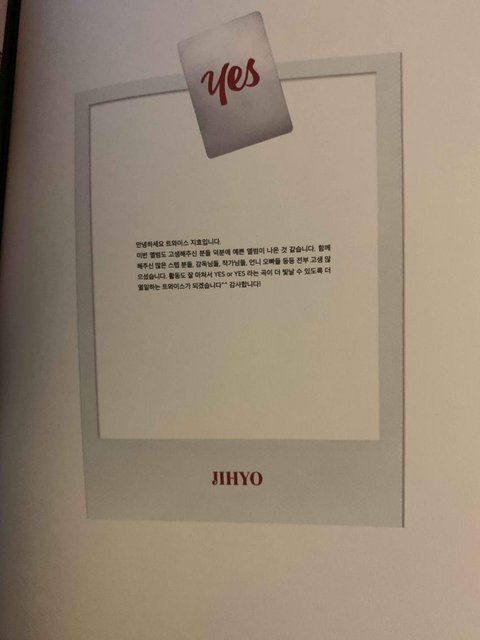 yes
안녕하세요 트와이스 지효입니다.
이번 앨범도 고생해주신 분들 덕분에 예쁜 앨범이 나온 것 같습니다. 함께
해주신 많은 스텝 분들, 감독님들, 작가님들, 언니 오빠들 등등 전부 고생 많
으셨습니다. 활동도 잘 마쳐서 YES or YES 라는 곡이 더 빛날 수 있도록 더
열일하는 트와이스가 되겠습니다^^ 감사합니다!
JIHYO